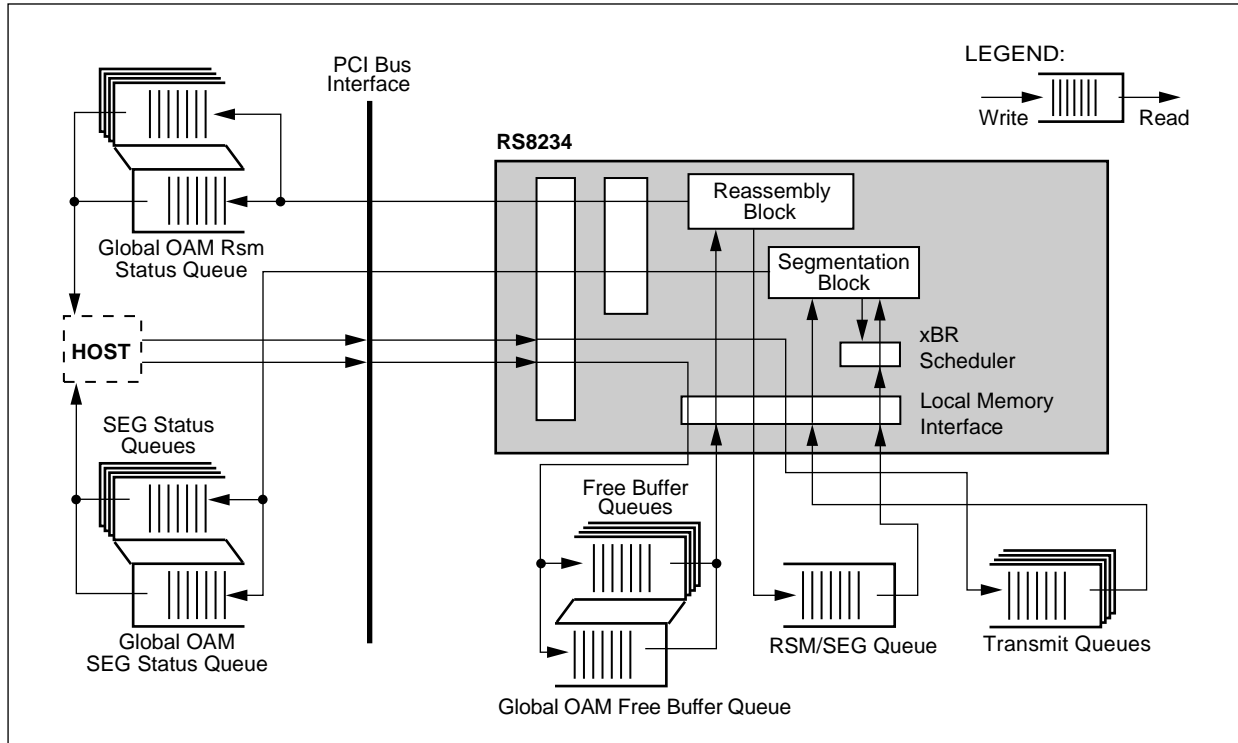 PCI Bus
Interface
LEGEND:
Write
Read
RS8234
Reassembly
Block
Global OAM Rsm
Status Queue
Segmentation
Block
HOST
xBR
Scheduler
SEG Status
Queues
Local Memory
Interface
Free Buffer
Queues
Global OAM
SEG Status Queue
RSM/SEG Queue
Transmit Queues
Global OAM Free Buffer Queue